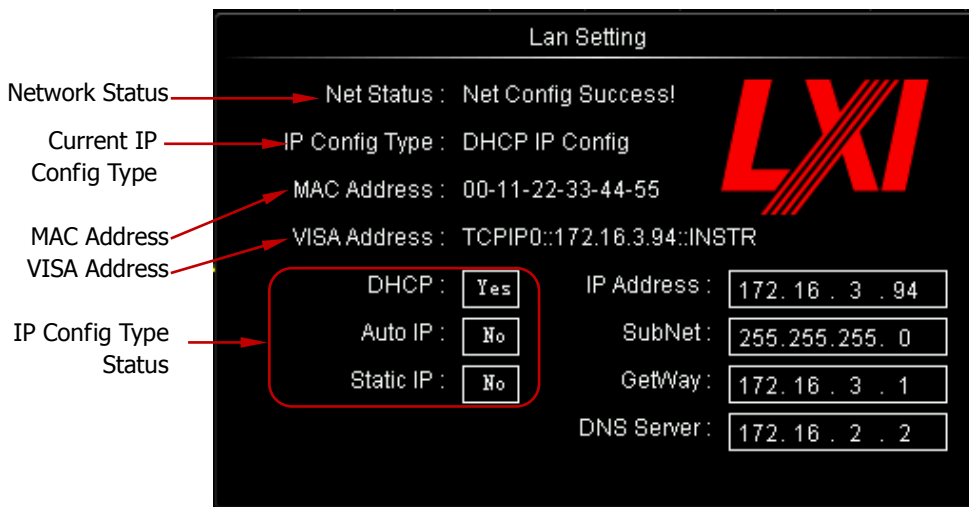 Lan Setting
Network Status
Net Status : Net Config Success!
Current IP
Config Type
IP Config Type : DHCP IP Config
MAC Address : 00-11-22-33-44-55
LXI
MAC Address
VISA Address : TCPIP0::172.16.3.94::INSTR
VISA Address
DHCP : Yes
IP Address : 172. 16 . 3 . 94
IP Config Type
Status
Auto IP : No
SubNet : 255.255.255. 0
Static IP : No
GetWay : 172. 16 . 3 . 1
DNS Server : 172. 16 . 2 . 2